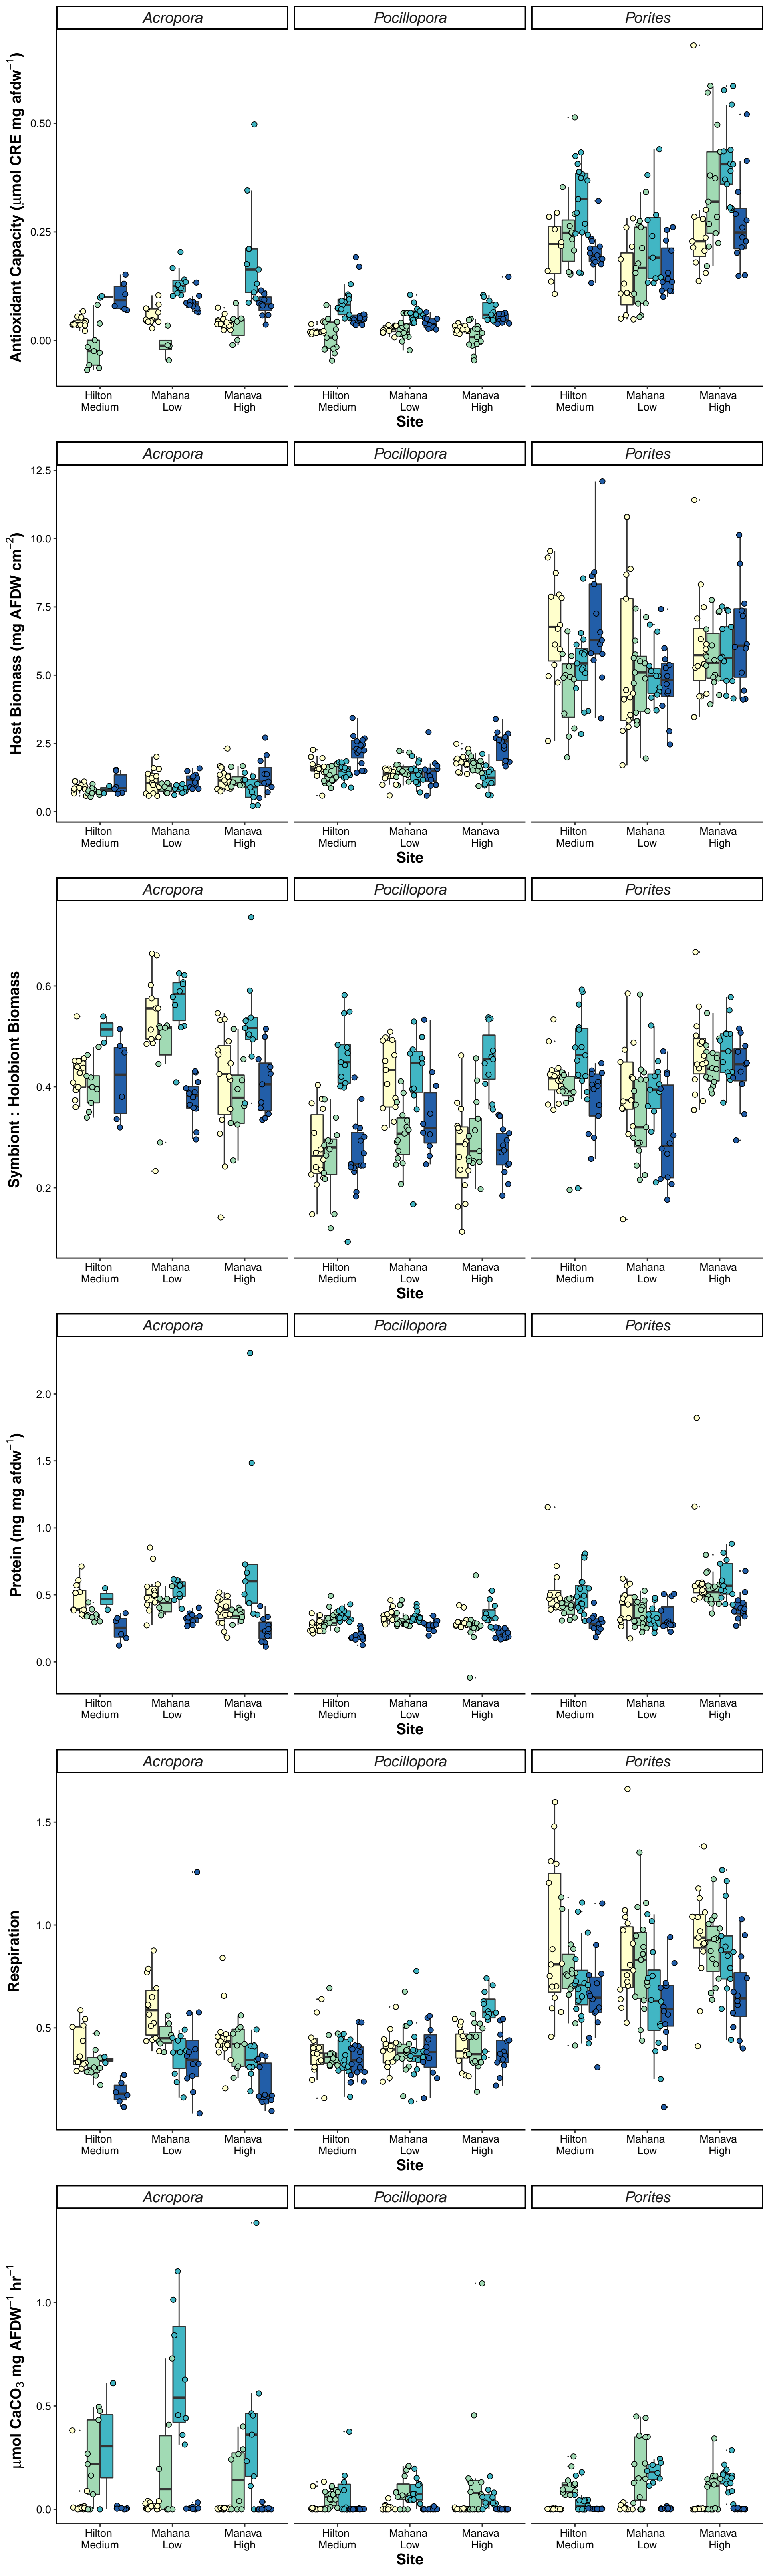 Acropora Pocillopora Porites
Antioxidant Capacity (μmol CRE mg afdw⁻¹)
0.50
0.25
0.00
Hilton Mahana Manava Hilton Mahana Manava Hilton Mahana Manava
Medium Low High Medium Low High Medium Low High
Site
Acropora Pocillopora Porites
Host Biomass (mg AFDW cm⁻²)
12.5
10.0
7.5
5.0
2.5
0.0
Hilton Mahana Manava Hilton Mahana Manava Hilton Mahana Manava
Medium Low High Medium Low High Medium Low High
Site
Acropora Pocillopora Porites
Symbiont : Holobiont Biomass
0.6
0.4
0.2
Hilton Mahana Manava Hilton Mahana Manava Hilton Mahana Manava
Medium Low High Medium Low High Medium Low High
Site
Acropora Pocillopora Porites
Protein (mg mg afdw⁻¹)
2.0
1.5
1.0
0.5
0.0
Hilton Mahana Manava Hilton Mahana Manava Hilton Mahana Manava
Medium Low High Medium Low High Medium Low High
Site
Acropora Pocillopora Porites
Respiration
1.5
1.0
0.5
Hilton Mahana Manava Hilton Mahana Manava Hilton Mahana Manava
Medium Low High Medium Low High Medium Low High
Site
Acropora Pocillopora Porites
μmol CaCO₃ mg AFDW⁻¹ hr⁻¹
1.0
0.5
0.0
Hilton Mahana Manava Hilton Mahana Manava Hilton Mahana Manava
Medium Low High Medium Low High Medium Low High
Site